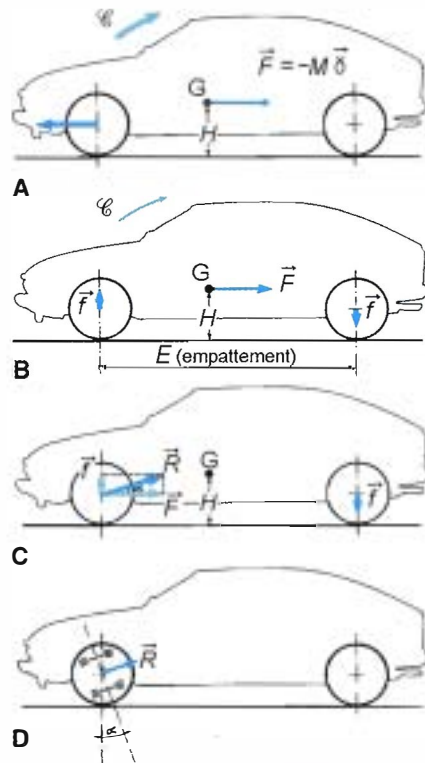 𝒞
F⃗ = -M γ⃗
G
H
A
𝒞
G
F⃗
f⃗
f⃗
H
E (empattement)
B
f⃗
R⃗
G
α
F⃗
H
f⃗
C
R⃗
D
α